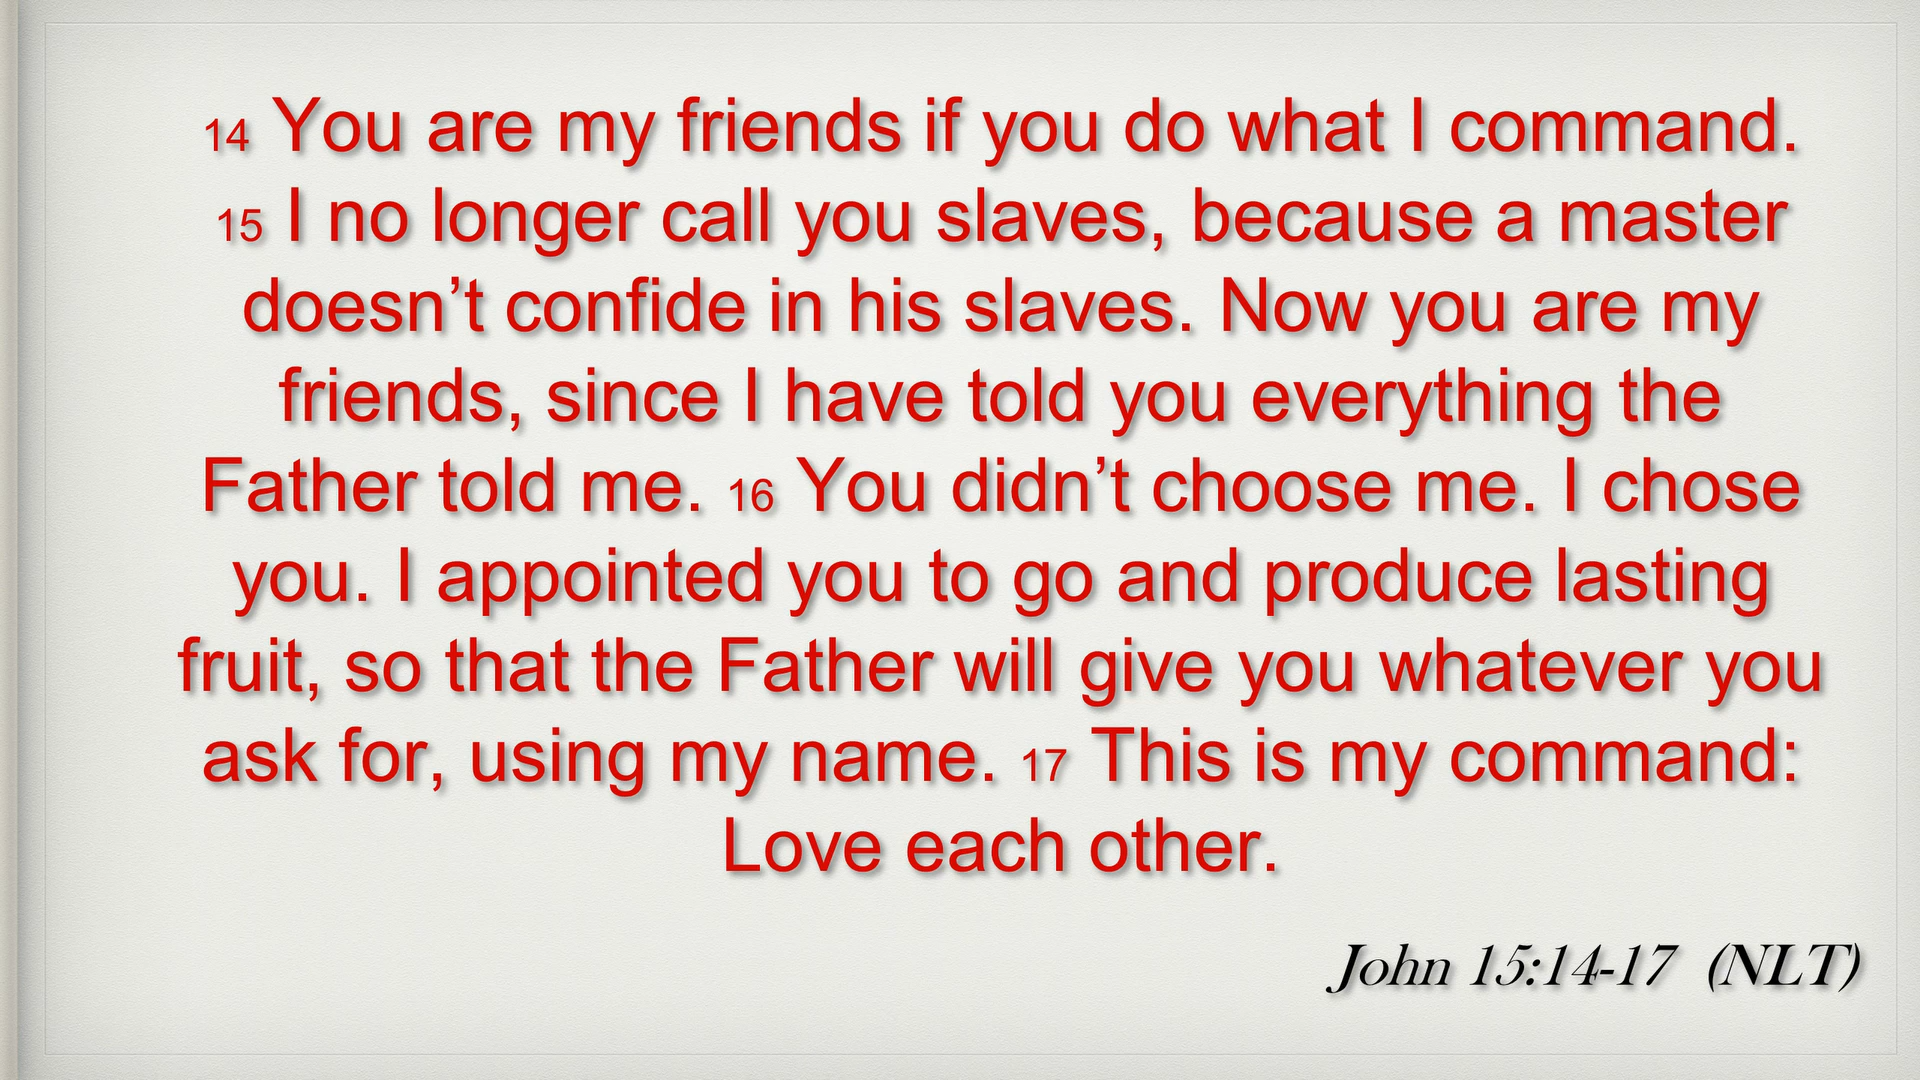 14 You are my friends if you do what I command.
15 I no longer call you slaves, because a master
doesn’t confide in his slaves. Now you are my
friends, since I have told you everything the
Father told me. 16 You didn’t choose me. I chose
you. I appointed you to go and produce lasting
fruit, so that the Father will give you whatever you
ask for, using my name. 17 This is my command:
Love each other.
John 15:14-17 (NLT)